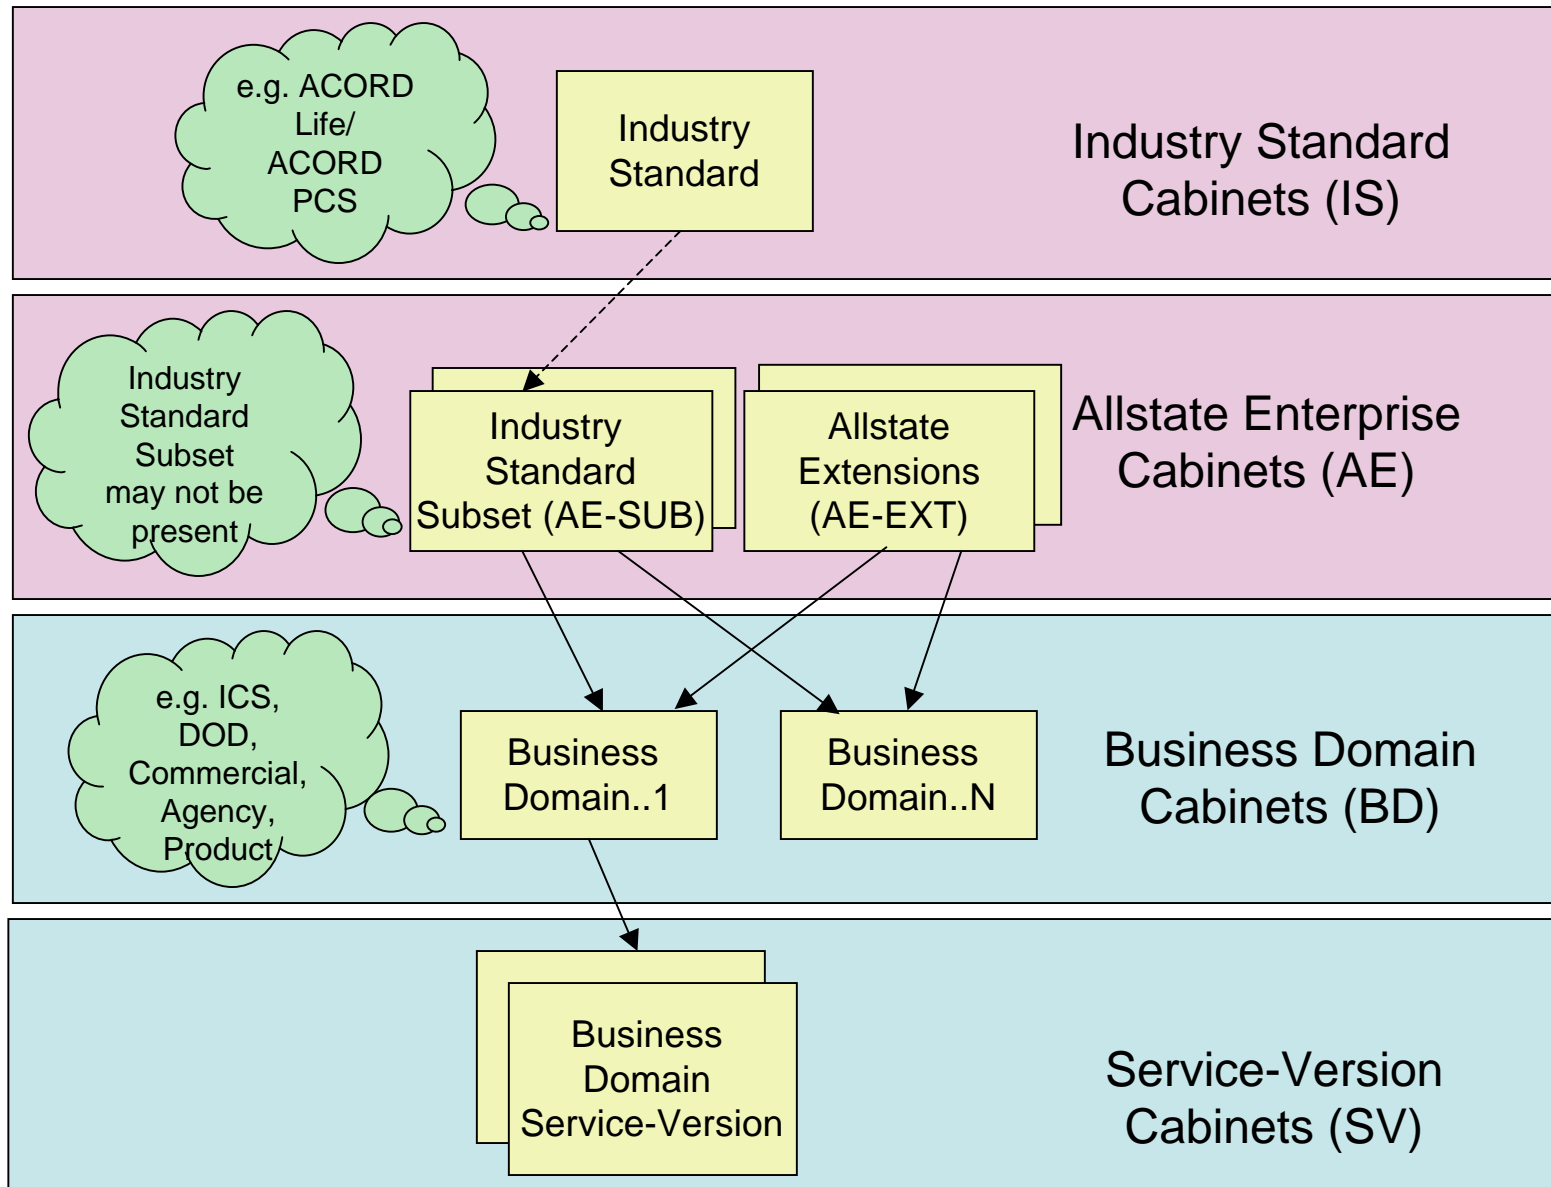 e.g. ACORD
Life/
ACORD
PCS
Industry
Standard
Industry Standard
Cabinets (IS)
Industry
Standard
Subset
may not be
present
Industry
Standard
Subset (AE-SUB)
Allstate
Extensions
(AE-EXT)
Allstate Enterprise
Cabinets (AE)
e.g. ICS,
DOD,
Commercial,
Agency,
Product
Business
Domain..1
Business
Domain..N
Business Domain
Cabinets (BD)
Business
Domain
Service-Version
Service-Version
Cabinets (SV)